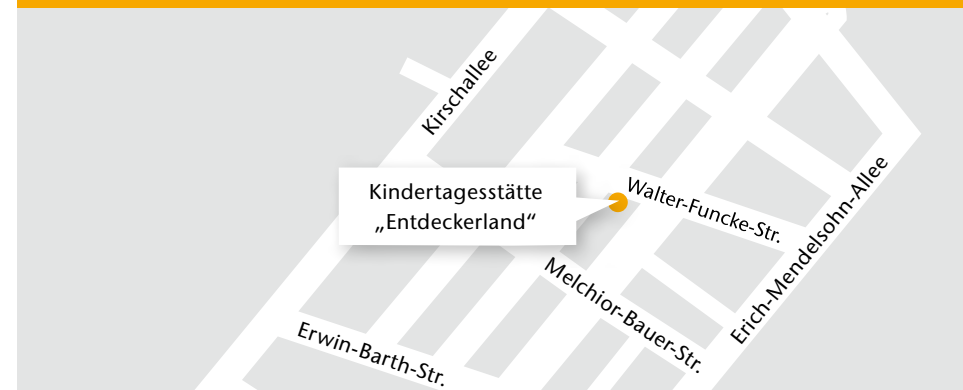 Kirschallee
Kindertagesstätte
„Entdeckerland“
Walter-Funcke-Str.
Erich-Mendelsohn-Allee
Melchior-Bauer-Str.
Erwin-Barth-Str.